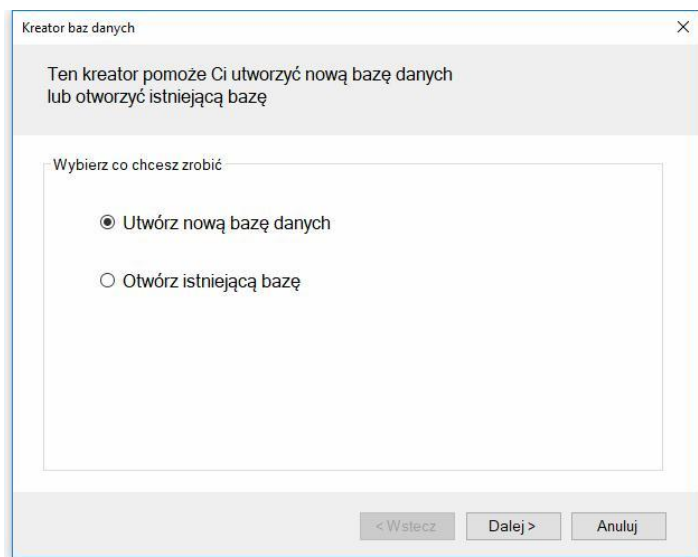 Kreator baz danych
Ten kreator pomoże Ci utworzyć nową bazę danych
lub otworzyć istniejącą bazę
Wybierz co chcesz zrobić
Utwórz nową bazę danych
Otwórz istniejącą bazę
< Wstecz
Dalej >
Anuluj